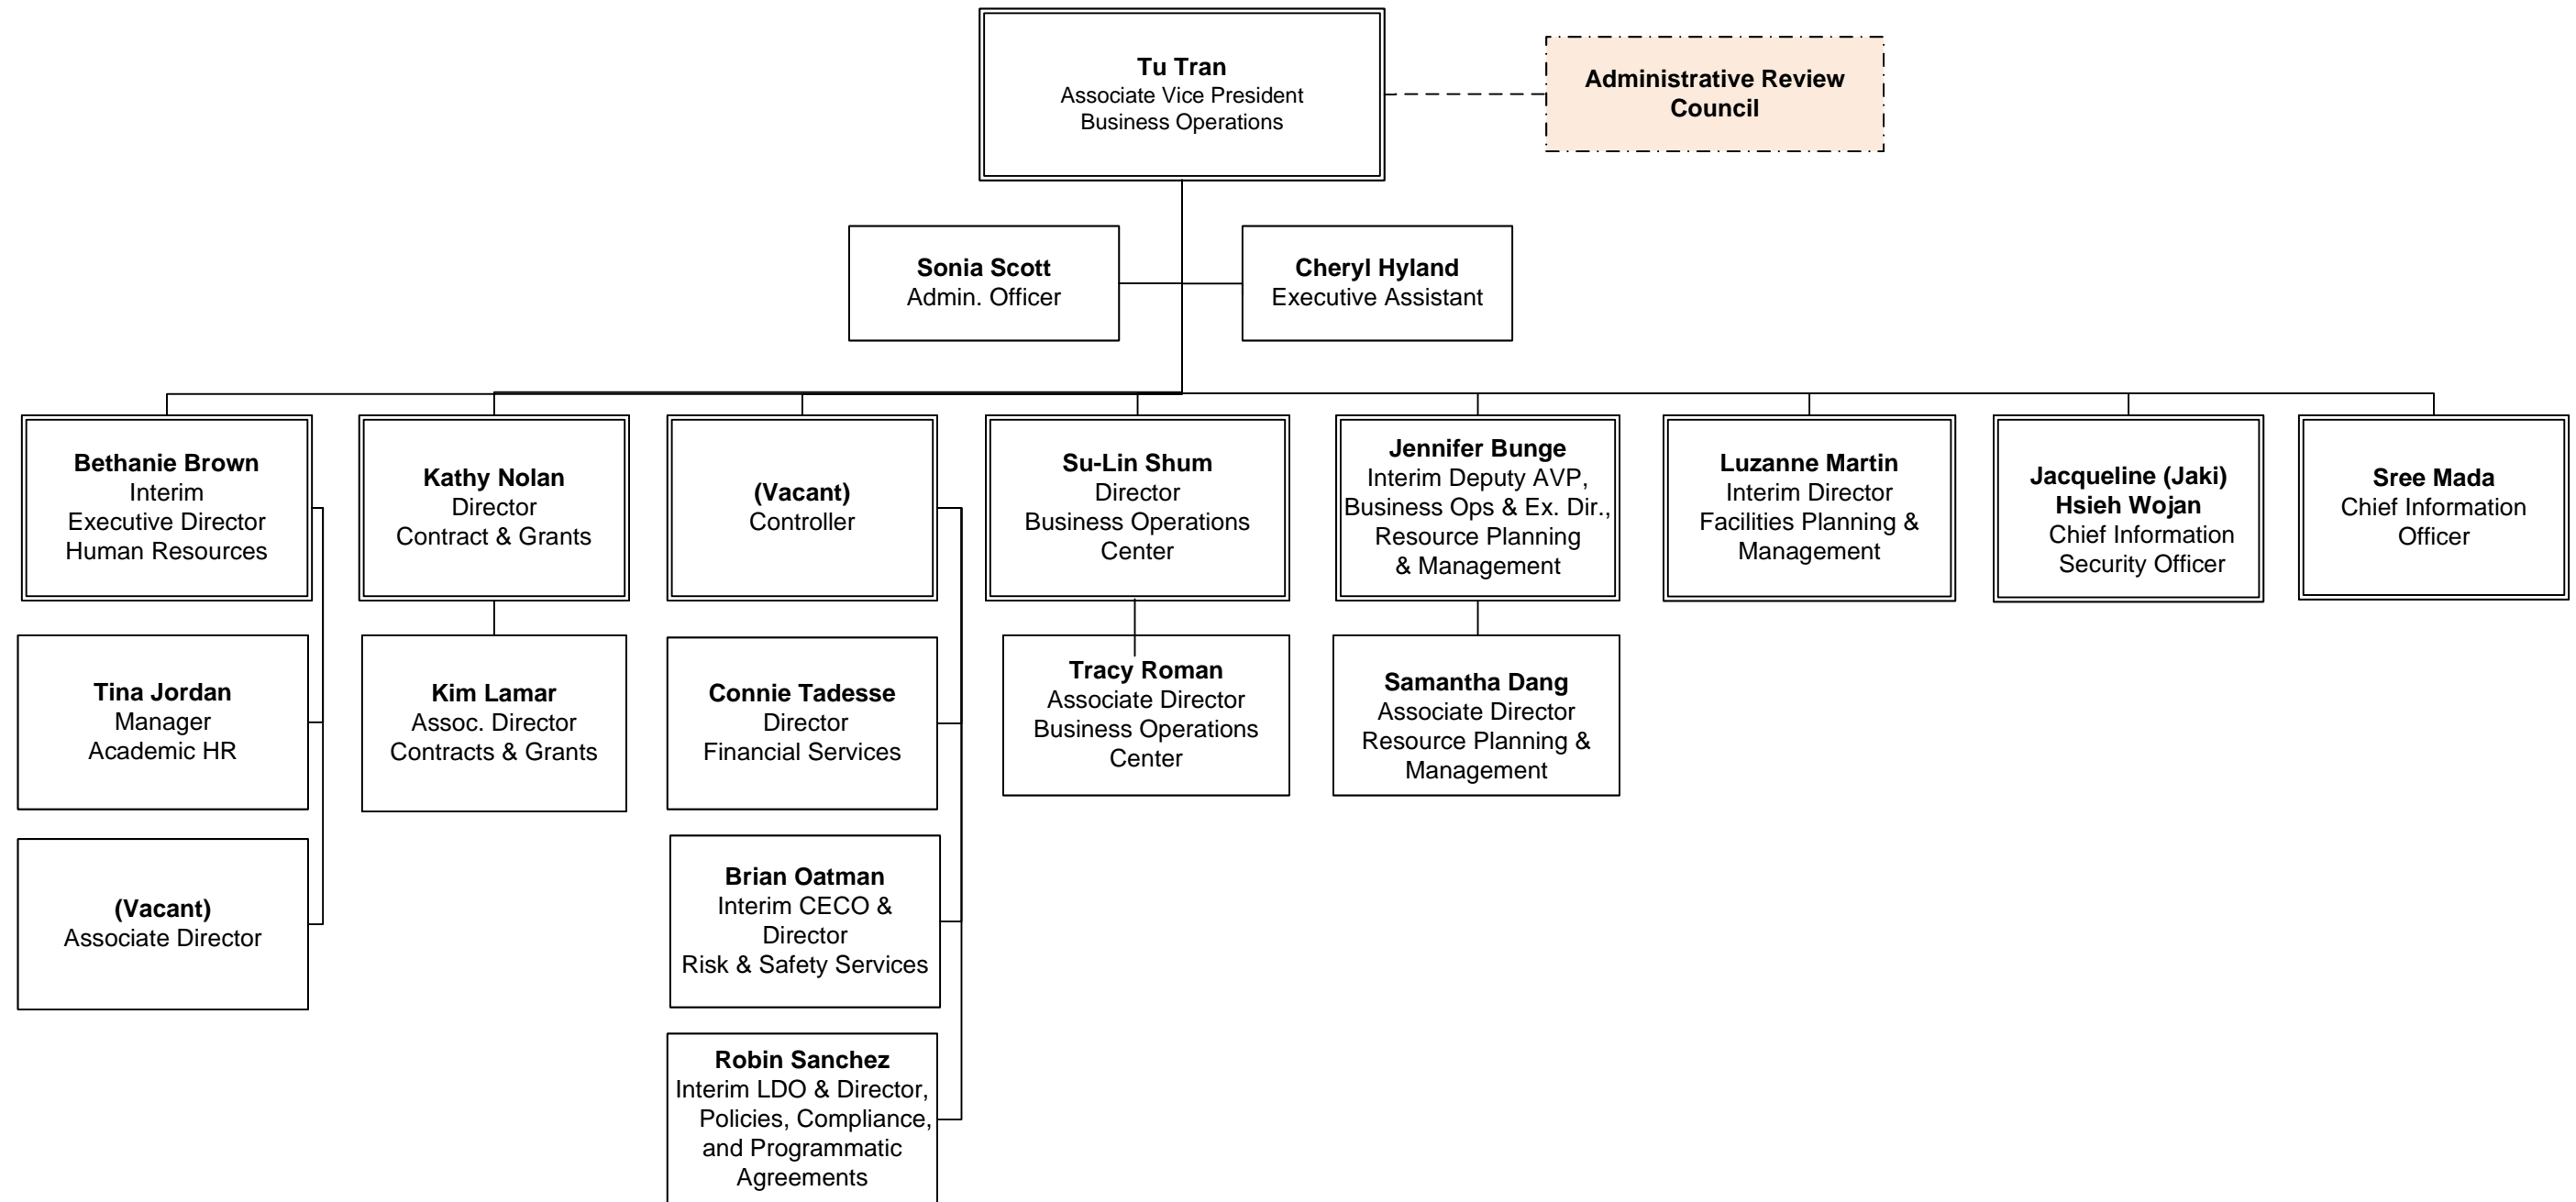 Tu Tran
Associate Vice President
Business Operations
Administrative Review
Council
Sonia Scott
Admin. Officer
Cheryl Hyland
Executive Assistant
Bethanie Brown
Interim
Executive Director
Human Resources
Kathy Nolan
Director
Contract & Grants
(Vacant)
Controller
Su-Lin Shum
Director
Business Operations
Center
Jennifer Bunge
Interim Deputy AVP,
Business Ops & Ex. Dir.,
Resource Planning
& Management
Luzanne Martin
Interim Director
Facilities Planning &
Management
Jacqueline (Jaki)
Hsieh Wojan
Chief Information
Security Officer
Sree Mada
Chief Information
Officer
Tina Jordan
Manager
Academic HR
Kim Lamar
Assoc. Director
Contracts & Grants
Connie Tadesse
Director
Financial Services
Tracy Roman
Associate Director
Business Operations
Center
Samantha Dang
Associate Director
Resource Planning &
Management
(Vacant)
Associate Director
Brian Oatman
Interim CECO &
Director
Risk & Safety Services
Robin Sanchez
Interim LDO & Director,
Policies, Compliance,
and Programmatic
Agreements